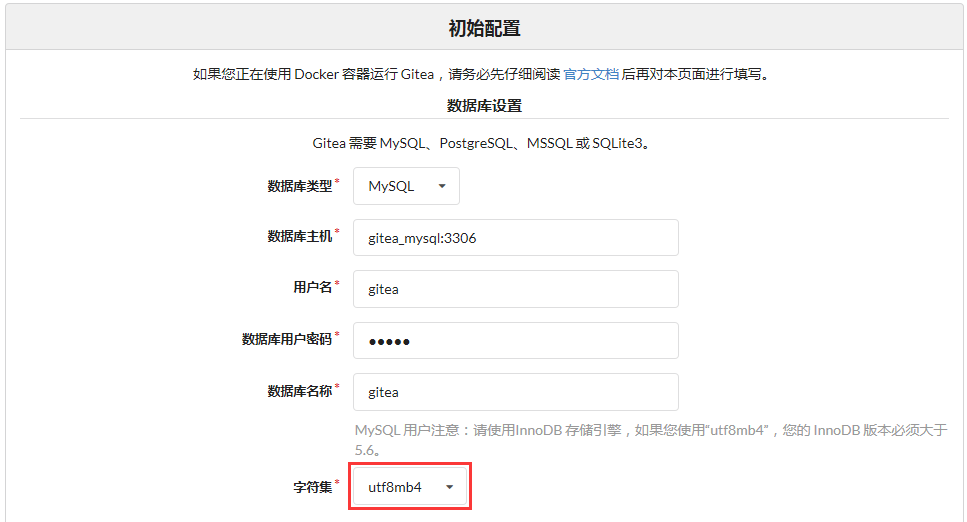 初始配置
如果您正在使用 Docker 容器运行 Gitea，请务必先仔细阅读 官方文档 后再对本页面进行填写。
数据库设置
Gitea 需要 MySQL、PostgreSQL、MSSQL 或 SQLite3。
数据库类型* MySQL
数据库主机* gitea_mysql:3306
用户名* gitea
数据库用户密码* •••••
数据库名称* gitea
MySQL 用户注意：请使用InnoDB 存储引擎，如果您使用“utf8mb4”，您的 InnoDB 版本必须大于
5.6。
字符集* utf8mb4